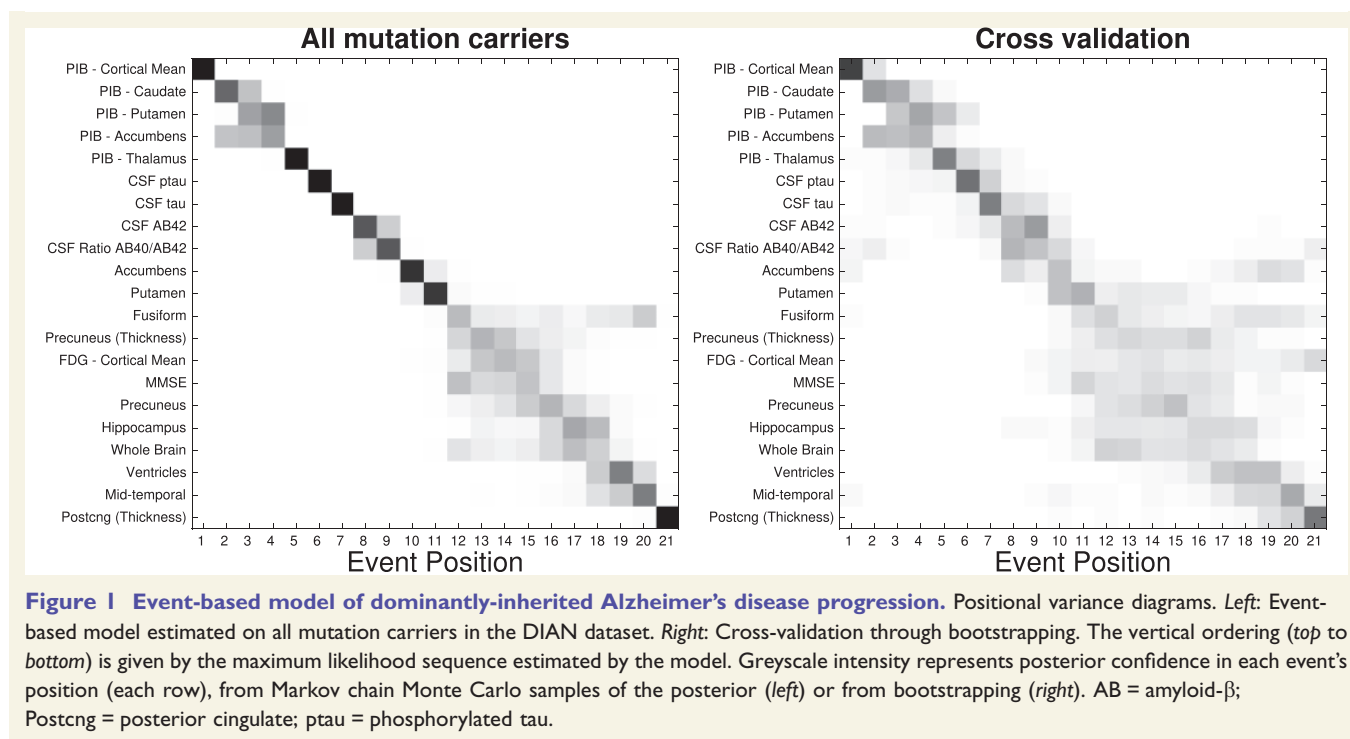 All mutation carriers
PIB - Cortical Mean
PIB - Caudate
PIB - Putamen
PIB - Accumbens
PIB - Thalamus
CSF ptau
CSF tau
CSF AB42
CSF Ratio AB40/AB42
Accumbens
Putamen
Fusiform
Precuneus (Thickness)
FDG - Cortical Mean
MMSE
Precuneus
Hippocampus
Whole Brain
Ventricles
Mid-temporal
Postcng (Thickness)
1 2 3 4 5 6 7 8 9 10 11 12 13 14 15 16 17 18 19 20 21
Event Position
Cross validation
PIB - Cortical Mean
PIB - Caudate
PIB - Putamen
PIB - Accumbens
PIB - Thalamus
CSF ptau
CSF tau
CSF AB42
CSF Ratio AB40/AB42
Accumbens
Putamen
Fusiform
Precuneus (Thickness)
FDG - Cortical Mean
MMSE
Precuneus
Hippocampus
Whole Brain
Ventricles
Mid-temporal
Postcng (Thickness)
1 2 3 4 5 6 7 8 9 10 11 12 13 14 15 16 17 18 19 20 21
Event Position
Figure 1 Event-based model of dominantly-inherited Alzheimer's disease progression. Positional variance diagrams. Left: Event-
based model estimated on all mutation carriers in the DIAN dataset. Right: Cross-validation through bootstrapping. The vertical ordering (top to
bottom) is given by the maximum likelihood sequence estimated by the model. Greyscale intensity represents posterior confidence in each event's
position (each row), from Markov chain Monte Carlo samples of the posterior (left) or from bootstrapping (right). AB = amyloid-β;
Postcng = posterior cingulate; ptau = phosphorylated tau.